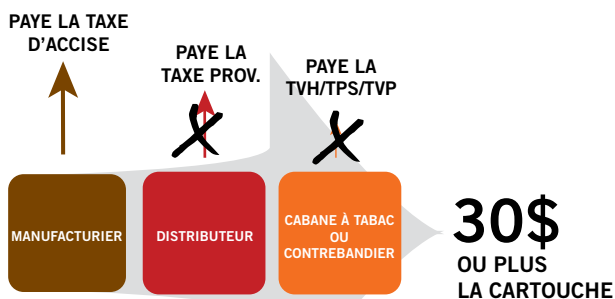 PAYE LA TAXE
D'ACCISE
PAYE LA
TAXE PROV.
PAYE LA
TVH/TPS/TVP
MANUFACTURIER
DISTRIBUTEUR
CABANE À TABAC
OU
CONTREBANDIER
30$
OU PLUS
LA CARTOUCHE